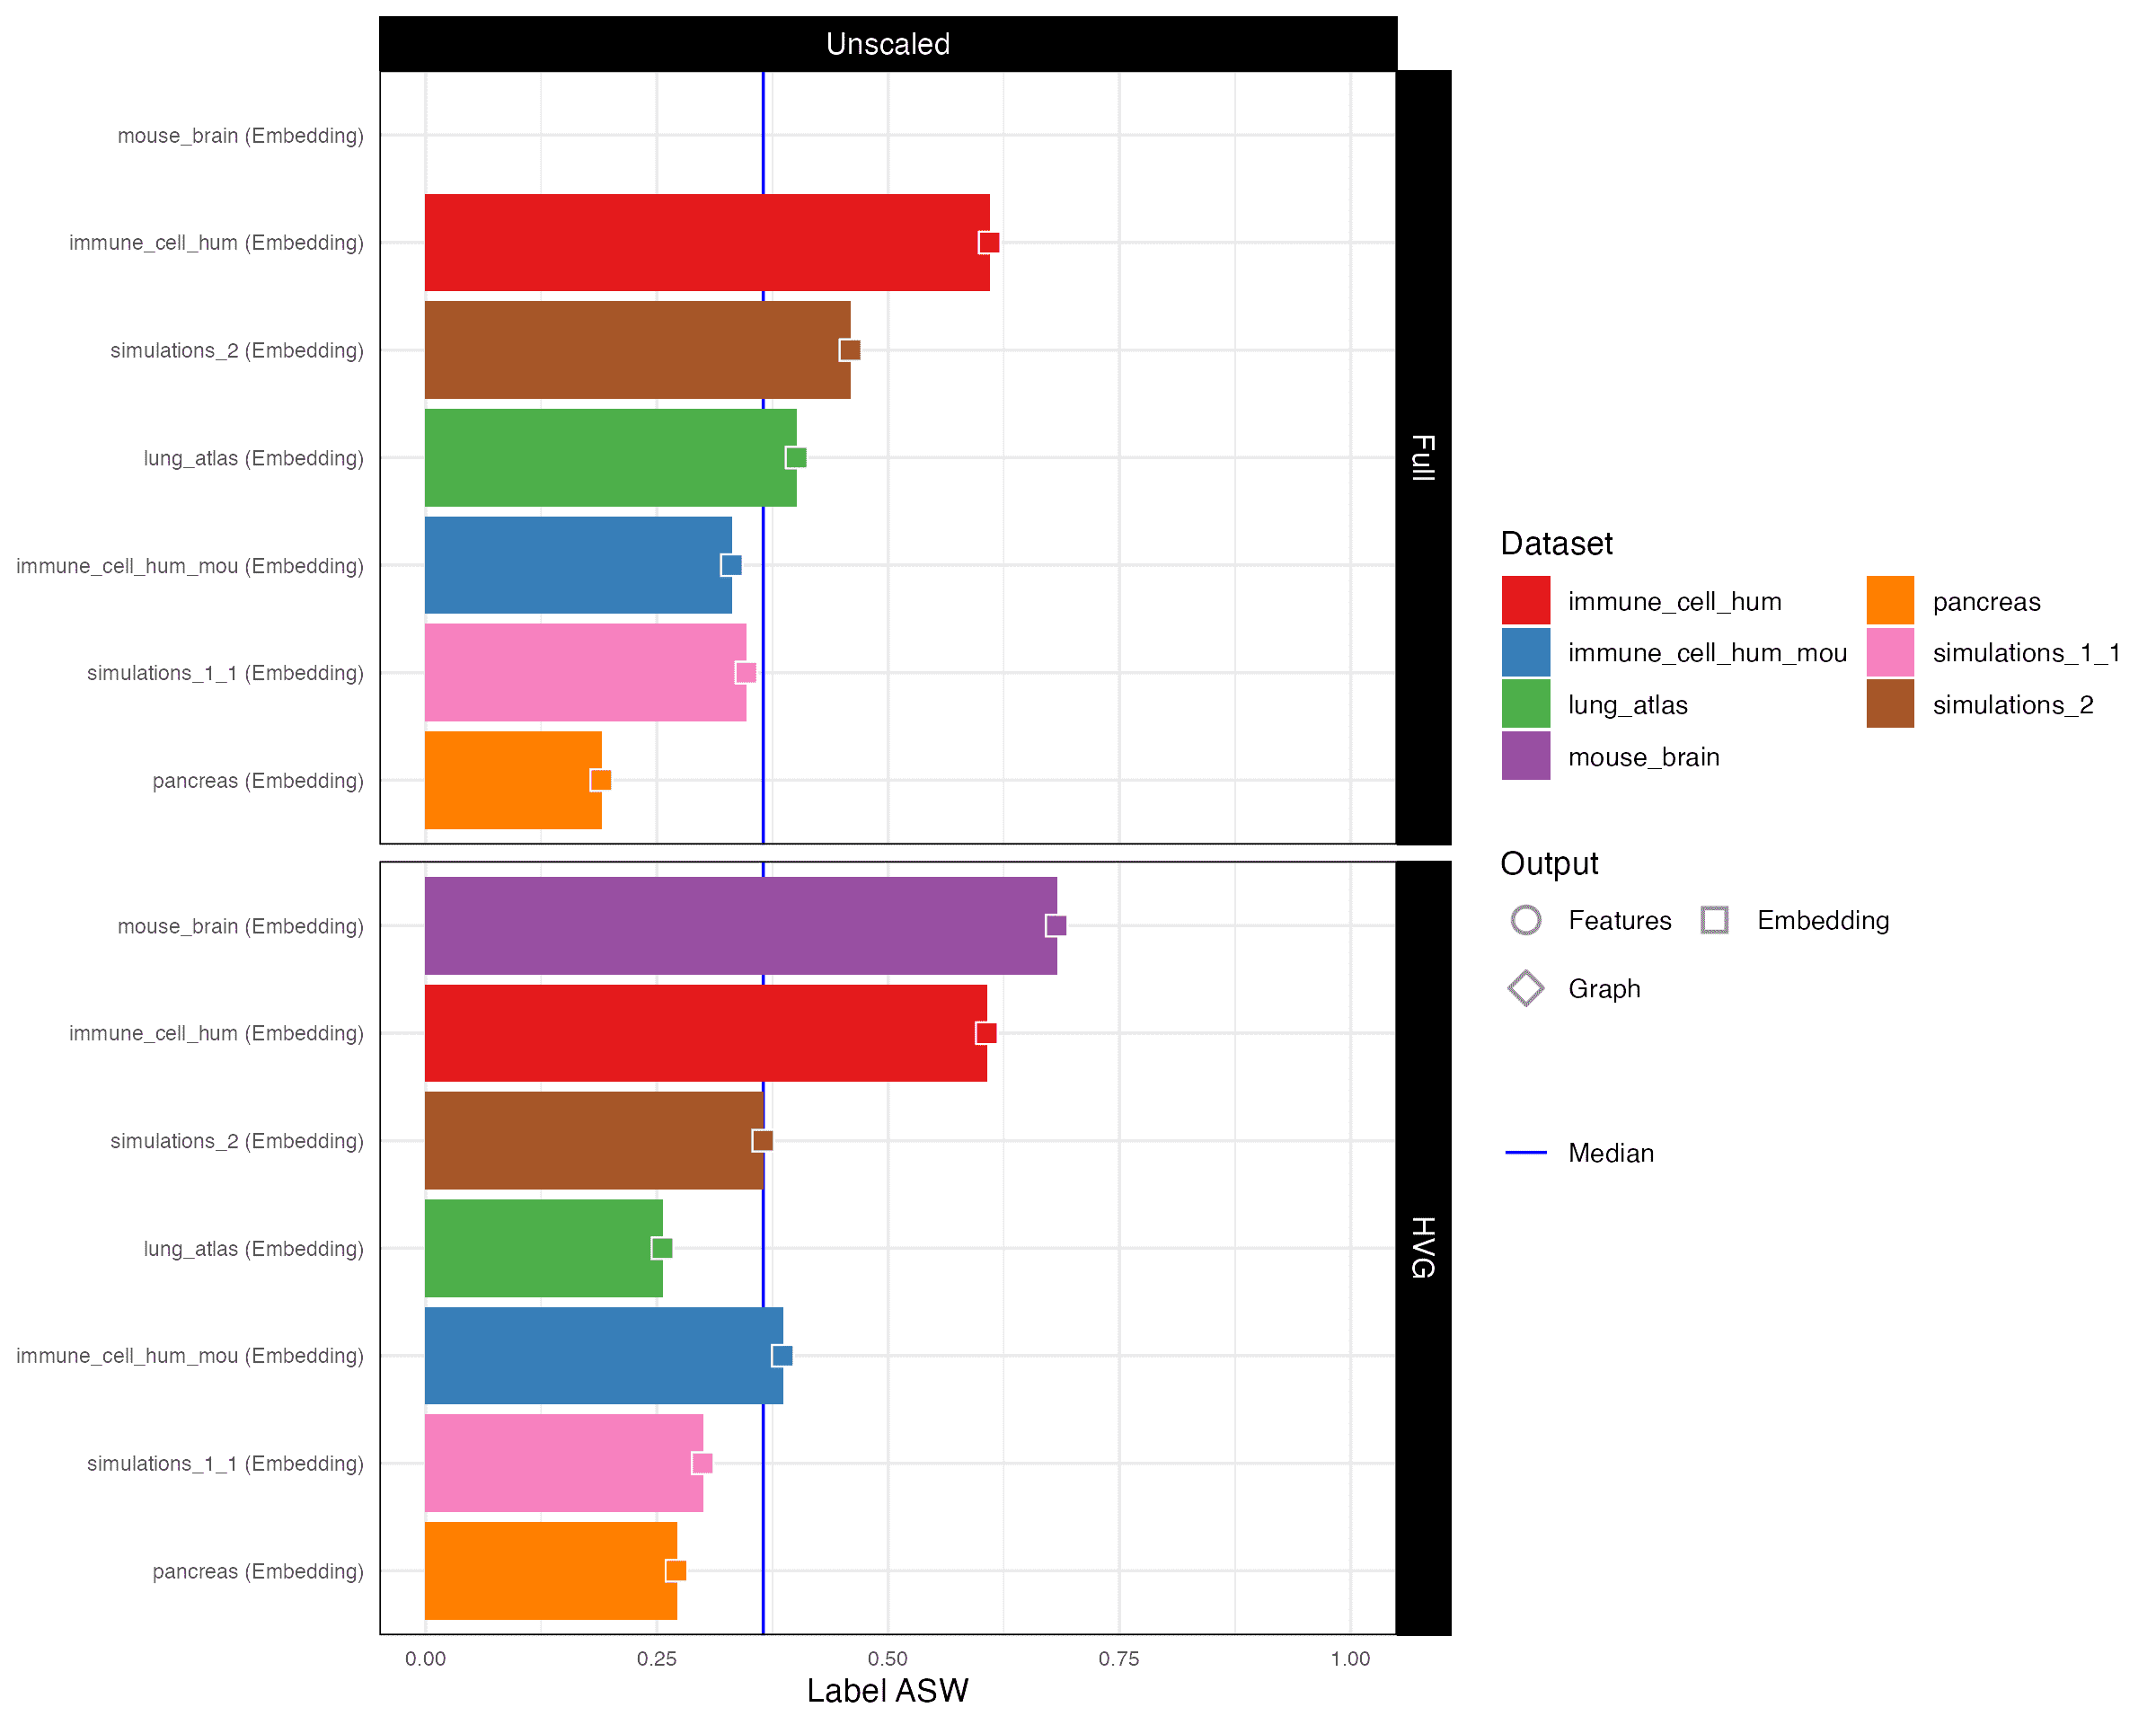 Unscaled
mouse_brain (Embedding)
immune_cell_hum (Embedding)
simulations_2 (Embedding)
lung_atlas (Embedding)
immune_cell_hum_mou (Embedding)
simulations_1_1 (Embedding)
pancreas (Embedding)
Full
mouse_brain (Embedding)
immune_cell_hum (Embedding)
simulations_2 (Embedding)
lung_atlas (Embedding)
immune_cell_hum_mou (Embedding)
simulations_1_1 (Embedding)
pancreas (Embedding)
HVG
0.00 0.25 0.50 0.75 1.00
Label ASW
Dataset
immune_cell_hum pancreas
immune_cell_hum_mou simulations_1_1
lung_atlas simulations_2
mouse_brain
Output
Features Embedding
Graph
Median